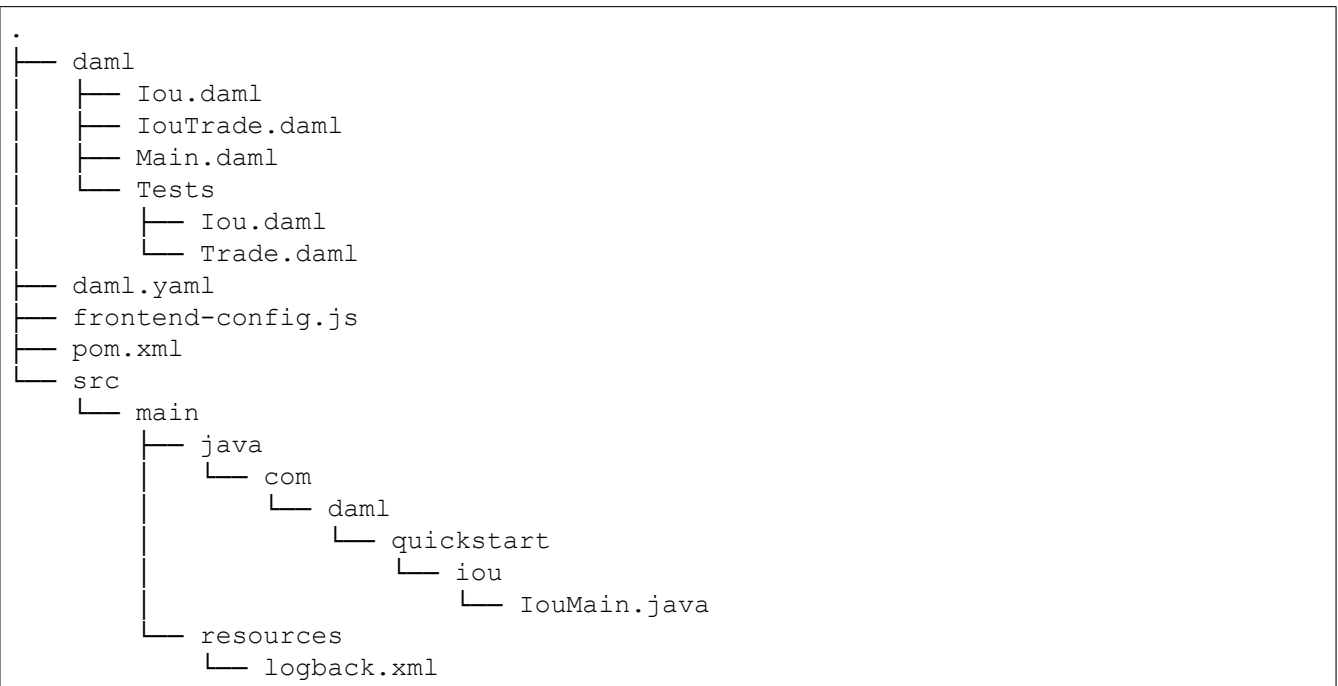 .
├── daml
│   ├── Iou.daml
│   ├── IouTrade.daml
│   ├── Main.daml
│   └── Tests
│       ├── Iou.daml
│       └── Trade.daml
├── daml.yaml
├── frontend-config.js
├── pom.xml
└── src
    └── main
        ├── java
        │   └── com
        │       └── daml
        │           └── quickstart
        │               └── iou
        │                   └── IouMain.java
        └── resources
            └── logback.xml